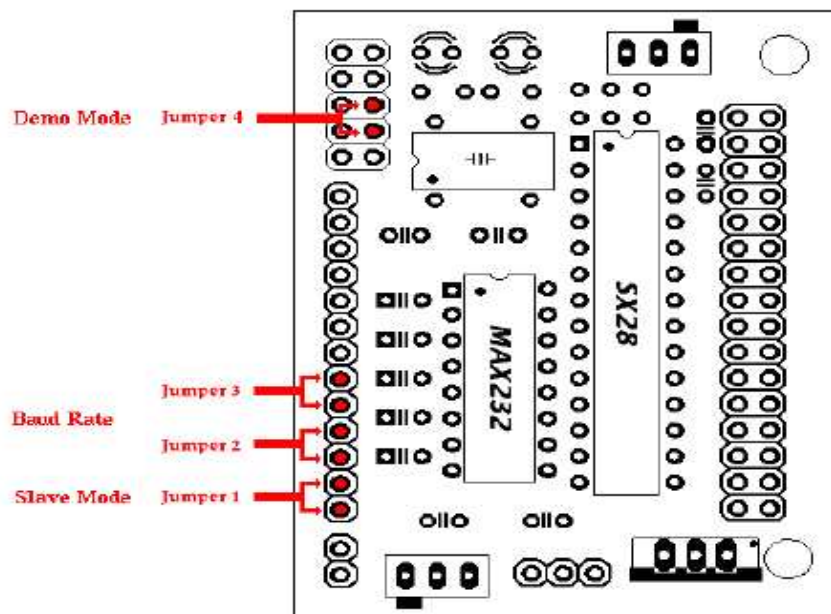 Demo Mode Jumper 4
Jumper 3
Baud Rate
Jumper 2
Slave Mode Jumper 1
MAX232
SX28